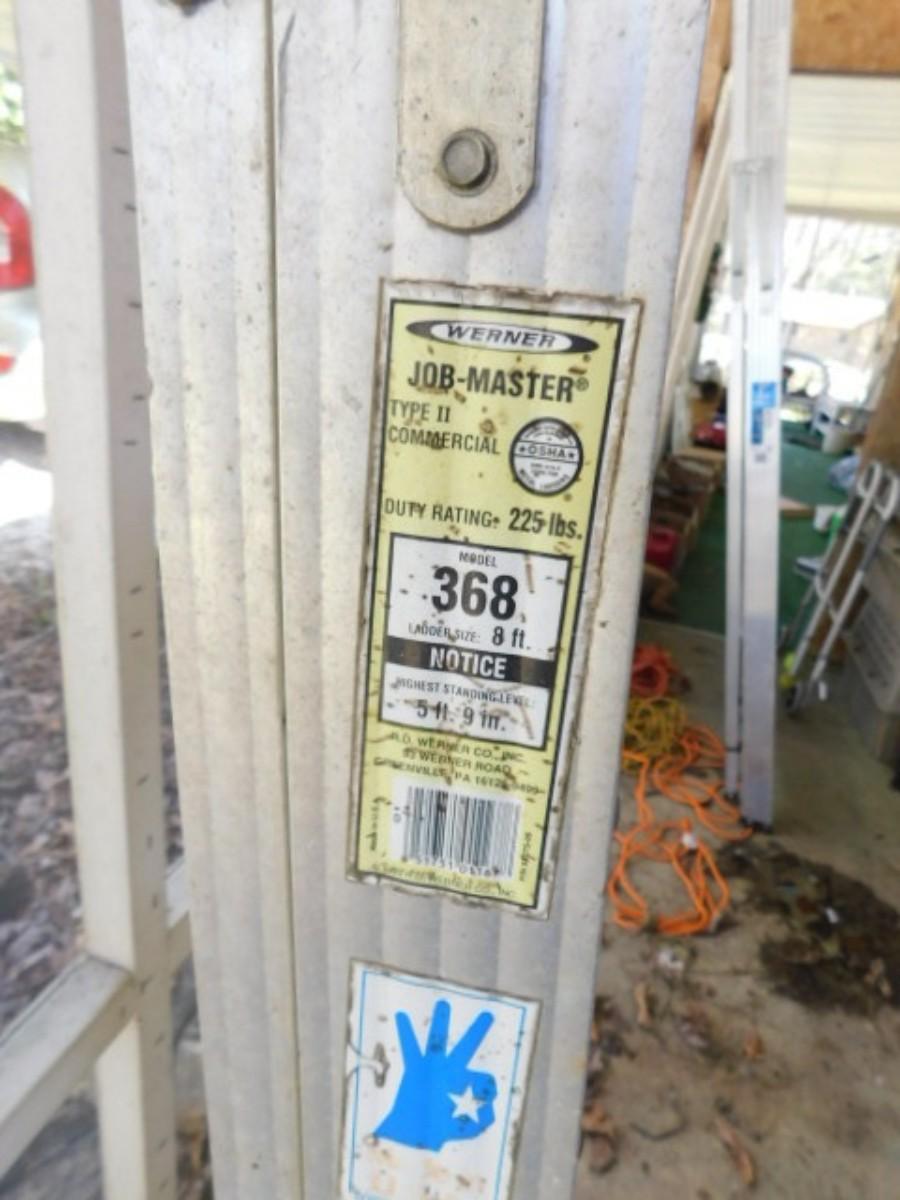 WERNER
JOB-MASTER®
TYPE II
COMMERCIAL
★OSHA★
DUTY RATING: 225 lbs.
MODEL
368
LADDER SIZE: 8 ft.
NOTICE
HIGHEST STANDING LEVEL:
5 ft. 9 in.
R.D. WERNER CO., INC.
93 WERNER ROAD
GREENVILLE, PA